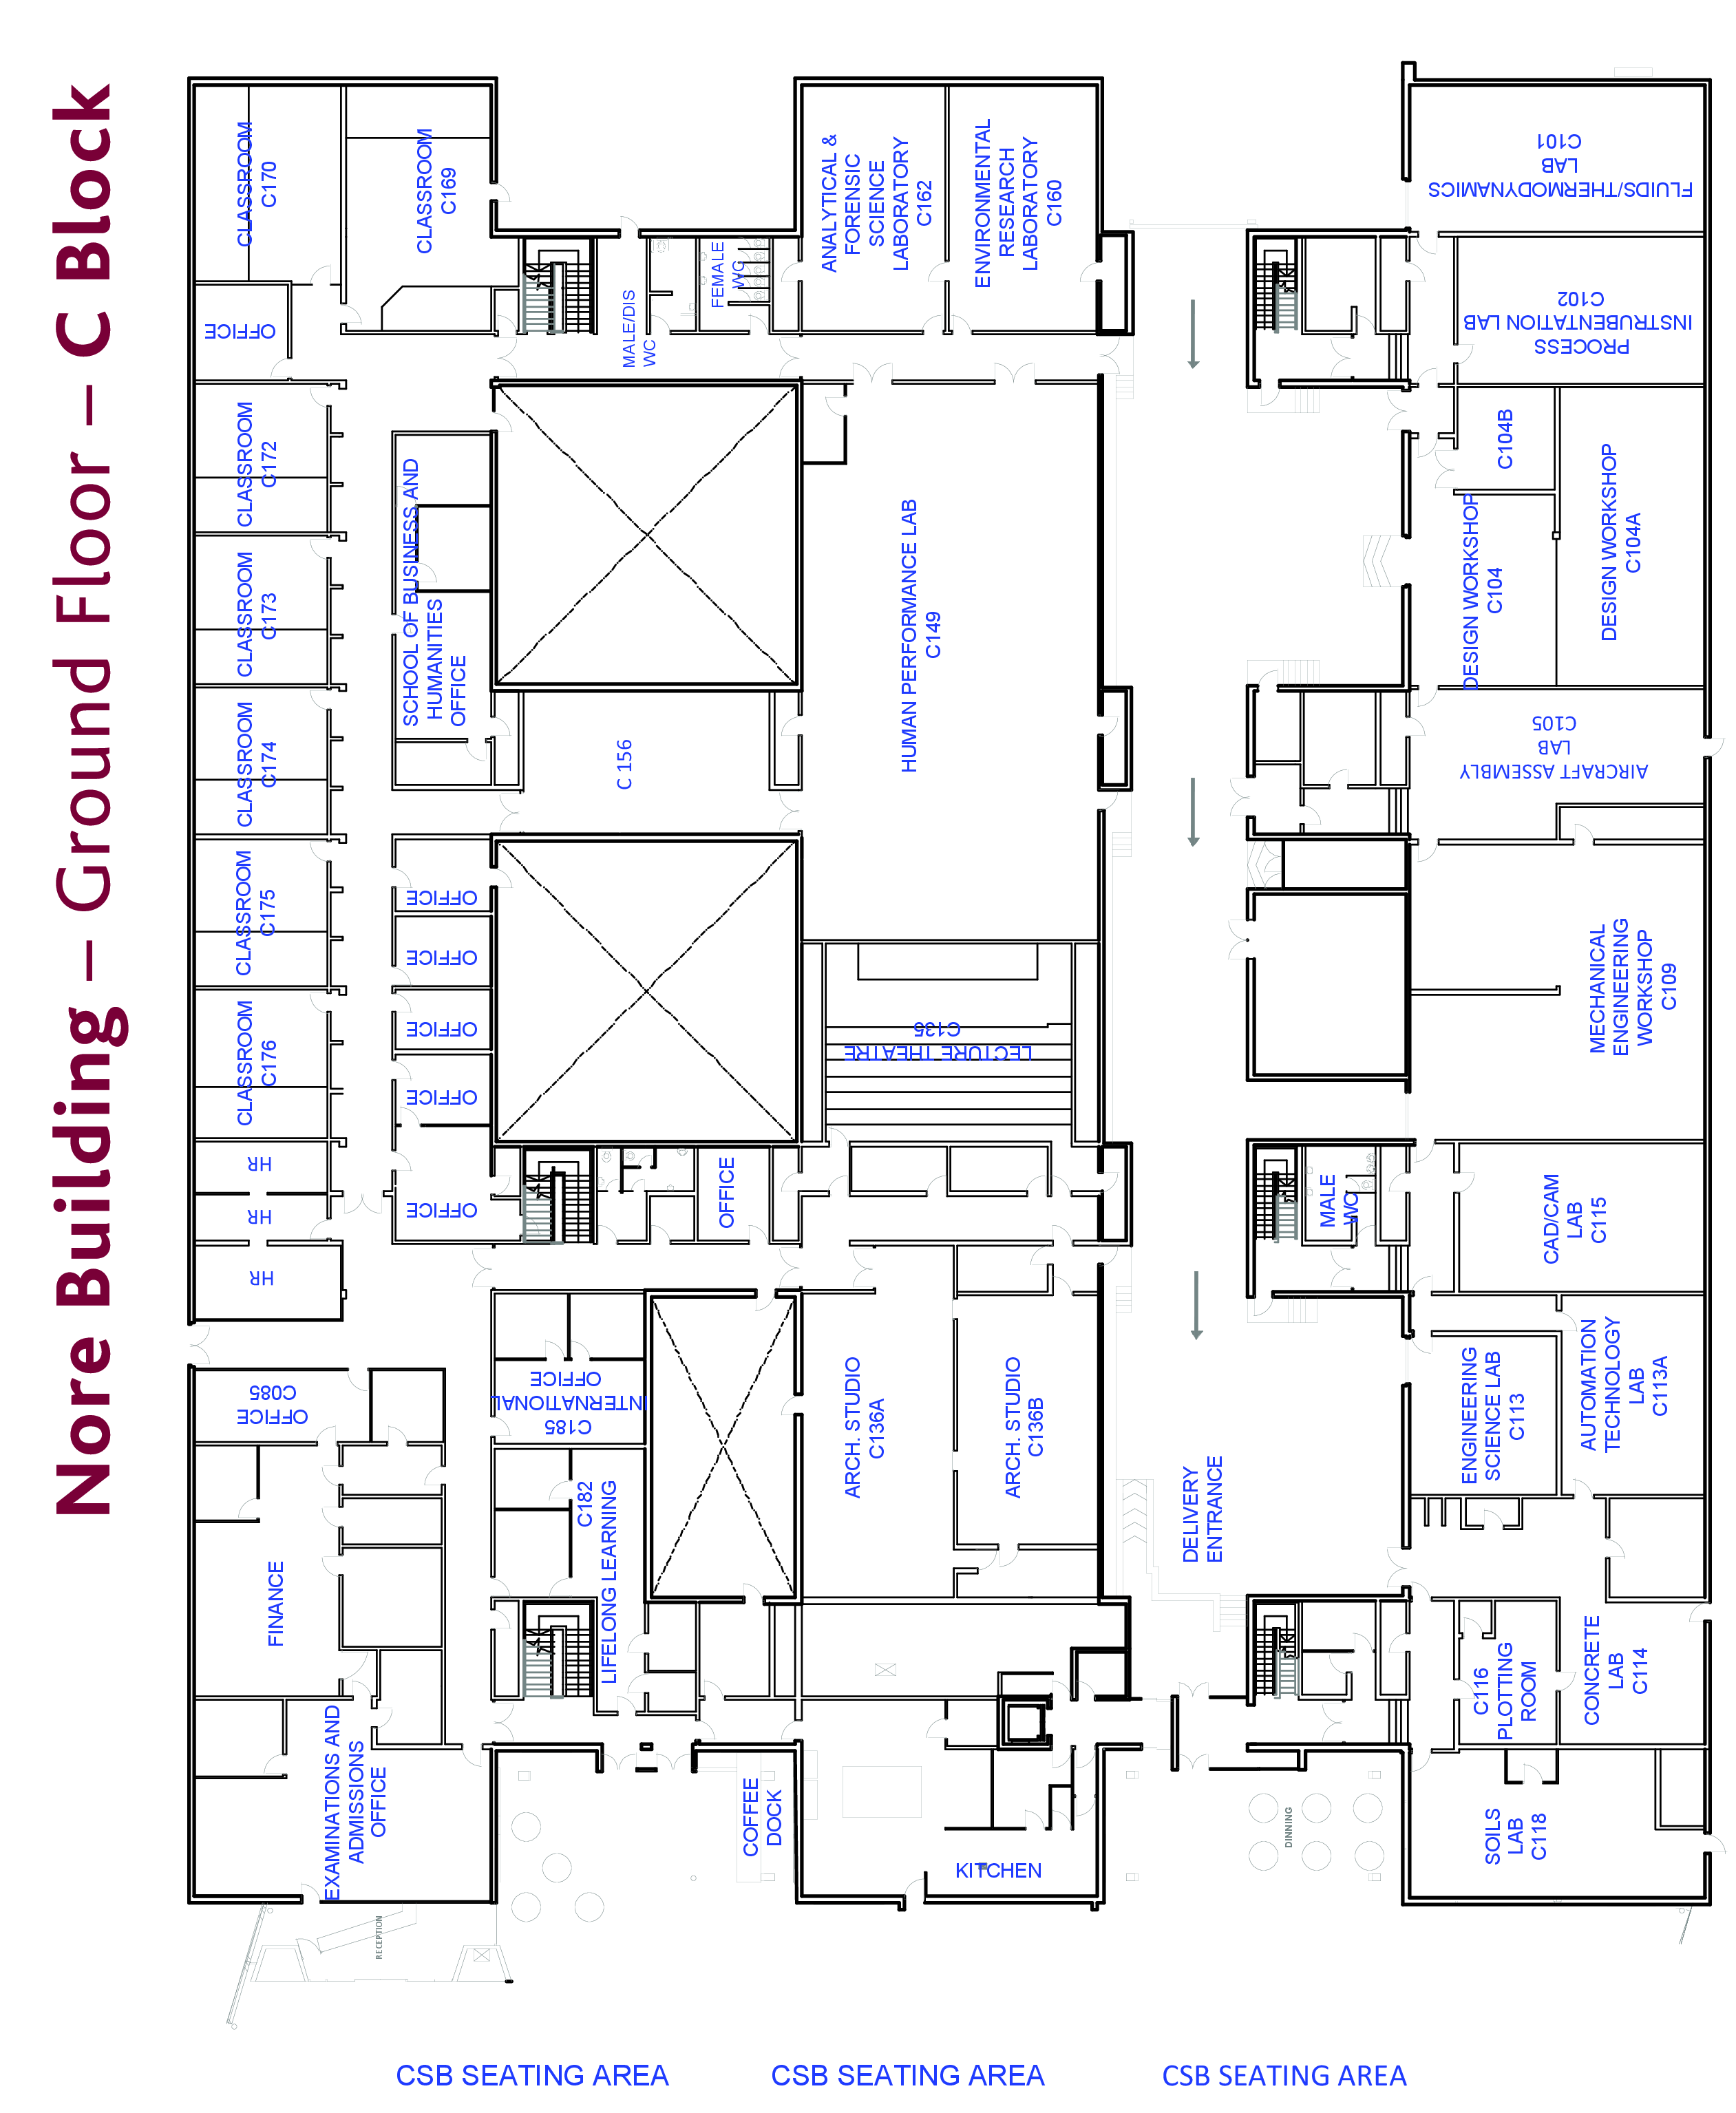 Nore Building – Ground Floor – C Block
CLASSROOM
C170
CLASSROOM
C169
OFFICE
MALE/DIS
WC
FEMALE
WC
ANALYTICAL &
FORENSIC
SCIENCE
LABORATORY
C162
ENVIRONMENTAL
RESEARCH
LABORATORY
C160
FLUIDS/THERMODYNAMICS
LAB
C101
PROCESS
INSTRUBENTATION LAB
C102
CLASSROOM
C172
CLASSROOM
C173
CLASSROOM
C174
CLASSROOM
C175
CLASSROOM
C176
SCHOOL OF BUSINESS AND
HUMANITIES
OFFICE
C 156
HUMAN PERFORMANCE LAB
C149
C104B
DESIGN WORKSHOP
C104
DESIGN WORKSHOP
C104A
AIRCRAFT ASSEMBLY
LAB
C105
OFFICE
OFFICE
OFFICE
OFFICE
OFFICE
LECTURE THEATRE
C135
MECHANICAL
ENGINEERING
WORKSHOP
C109
HR
HR
HR
OFFICE
MALE
WC
CAD/CAM
LAB
C115
OFFICE
C085
C185
INTERNATIONAL
OFFICE
ARCH. STUDIO
C136A
ARCH. STUDIO
C136B
ENGINEERING
SCIENCE LAB
C113
AUTOMATION
TECHNOLOGY
LAB
C113A
C182
LIFELONG LEARNING
FINANCE
DELIVERY
ENTRANCE
C116
PLOTTING
ROOM
CONCRETE
LAB
C114
EXAMINATIONS AND
ADMISSIONS
OFFICE
COFFEE
DOCK
KITCHEN
DINNING
SOILS
LAB
C118
RECEPTION
CSB SEATING AREA
CSB SEATING AREA
CSB SEATING AREA